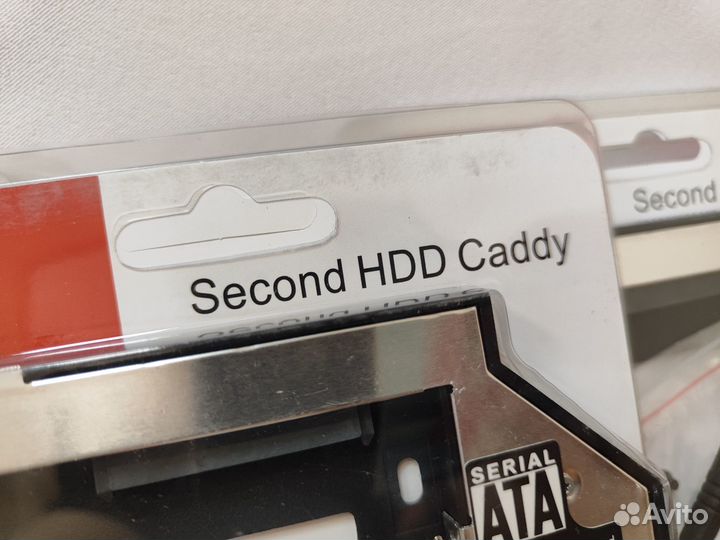 Second HDD Caddy
Second
SERIAL
ATA
Avito